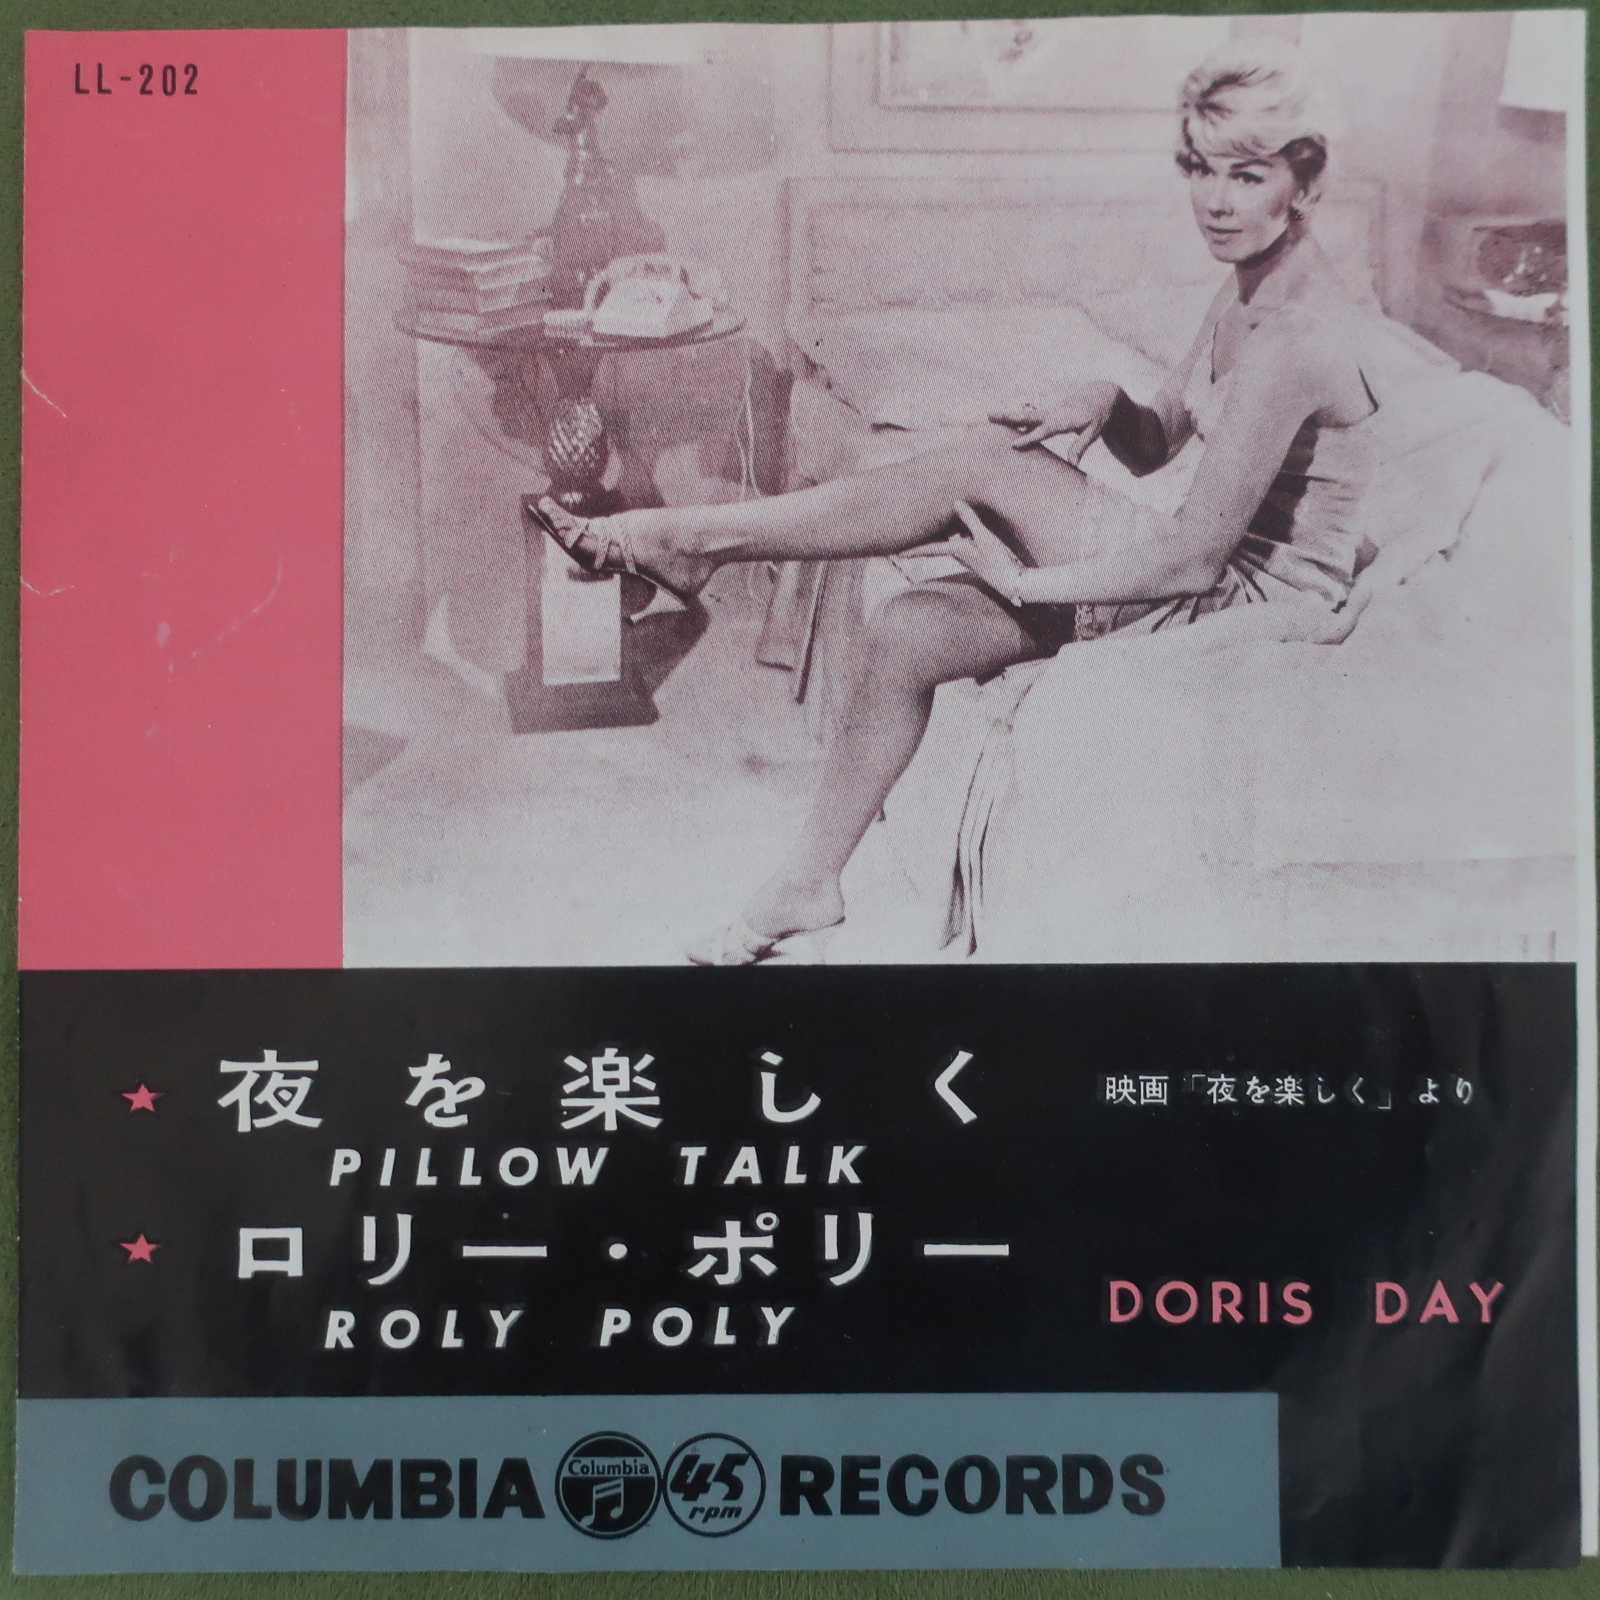 LL-202
夜を楽しく
映画「夜を楽しく」より
PILLOW TALK
ロリー・ポリー
ROLY POLY
DORIS DAY
COLUMBIA Columbia 45 rpm RECORDS